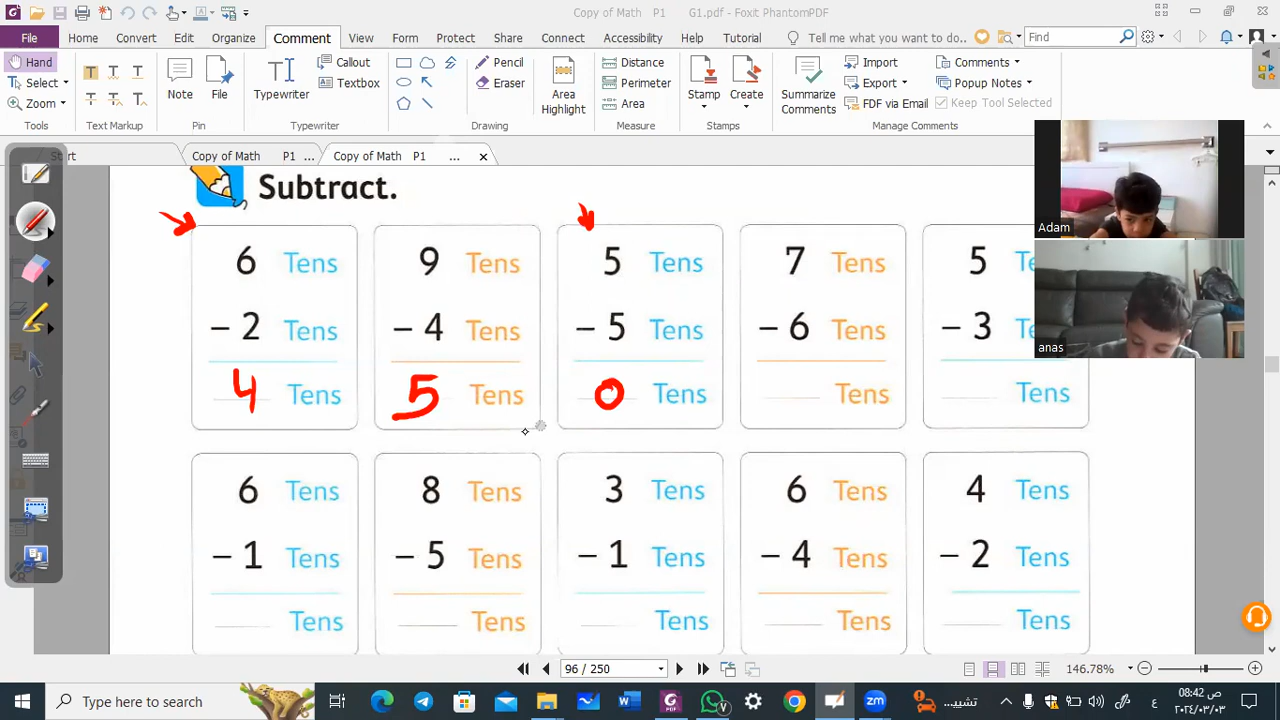 Copy of Math P1 G1.pdf - Foxit PhantomPDF
File Home Convert Edit Organize Comment View Form Protect Share Connect Accessibility Help Tutorial Tell me what you want to do.. Find
Hand
Select
Zoom
Tools
Text Markup
Note
File
Pin
Typewriter
Callout
Textbox
Typewriter
Area Highlight
Pencil
Eraser
Drawing
Distance
Perimeter
Area
Measure
Stamp
Create
Stamps
Summarize Comments
Import
Export
FDF via Email
Comments
Popup Notes
Keep Tool Selected
Manage Comments
Start Copy of Math P1 ... Copy of Math P1 ...
Subtract.
6 Tens 9 Tens 5 Tens 7 Tens 5
- 2 Tens - 4 Tens - 5 Tens - 6 Tens - 3
4 Tens 5 Tens 0 Tens Tens Tens
6 Tens 8 Tens 3 Tens 6 Tens 4 Tens
- 1 Tens - 5 Tens - 1 Tens - 4 Tens - 2 Tens
Tens Tens Tens Tens Tens
Adam
anas
96 / 250
146.78%
Type here to search
تشييـ...
ع
08:42 ص
٢٠٢٤/٠٣/٠٣